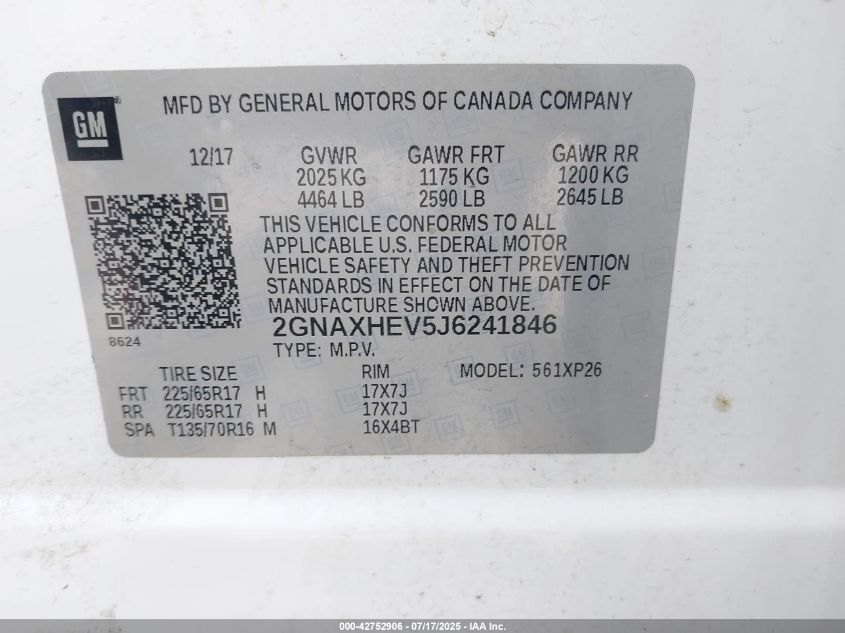 MFD BY GENERAL MOTORS OF CANADA COMPANY
GM
12/17 GVWR GAWR FRT GAWR RR
2025 KG 1175 KG 1200 KG
4464 LB 2590 LB 2645 LB
THIS VEHICLE CONFORMS TO ALL
APPLICABLE U.S. FEDERAL MOTOR
VEHICLE SAFETY AND THEFT PREVENTION
STANDARDS IN EFFECT ON THE DATE OF
MANUFACTURE SHOWN ABOVE.
2GNAXHEV5J6241846
8624
TYPE: M.P.V.
TIRE SIZE RIM MODEL: 561XP26
FRT 225/65R17 H 17X7J
RR 225/65R17 H 17X7J
SPA T135/70R16 M 16X4BT
000-42752906 - 07/17/2025 - IAA Inc.